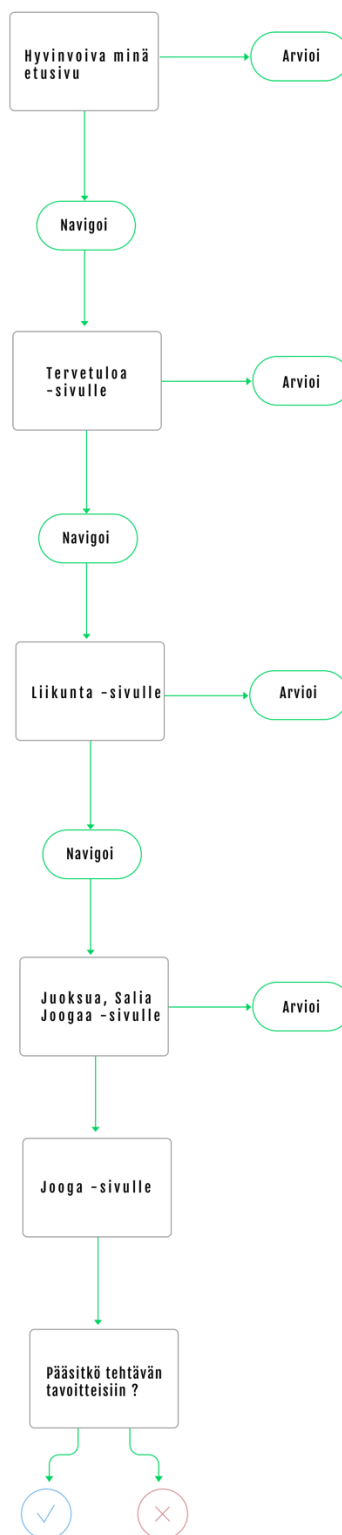 Hyvinvoiva minä
etusivu
Arvioi
Navigoi
Tervetuloa
-sivulle
Arvioi
Navigoi
Liikunta -sivulle
Arvioi
Navigoi
Juoksua, Salia
Joogaa -sivulle
Arvioi
Jooga -sivulle
Pääsitkö tehtävän
tavoitteisiin ?